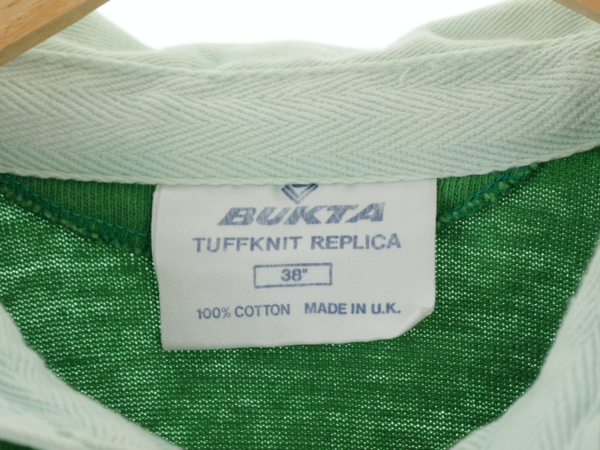 BUKTA
TUFFKNIT REPLICA
38"
100% COTTON MADE IN U.K.